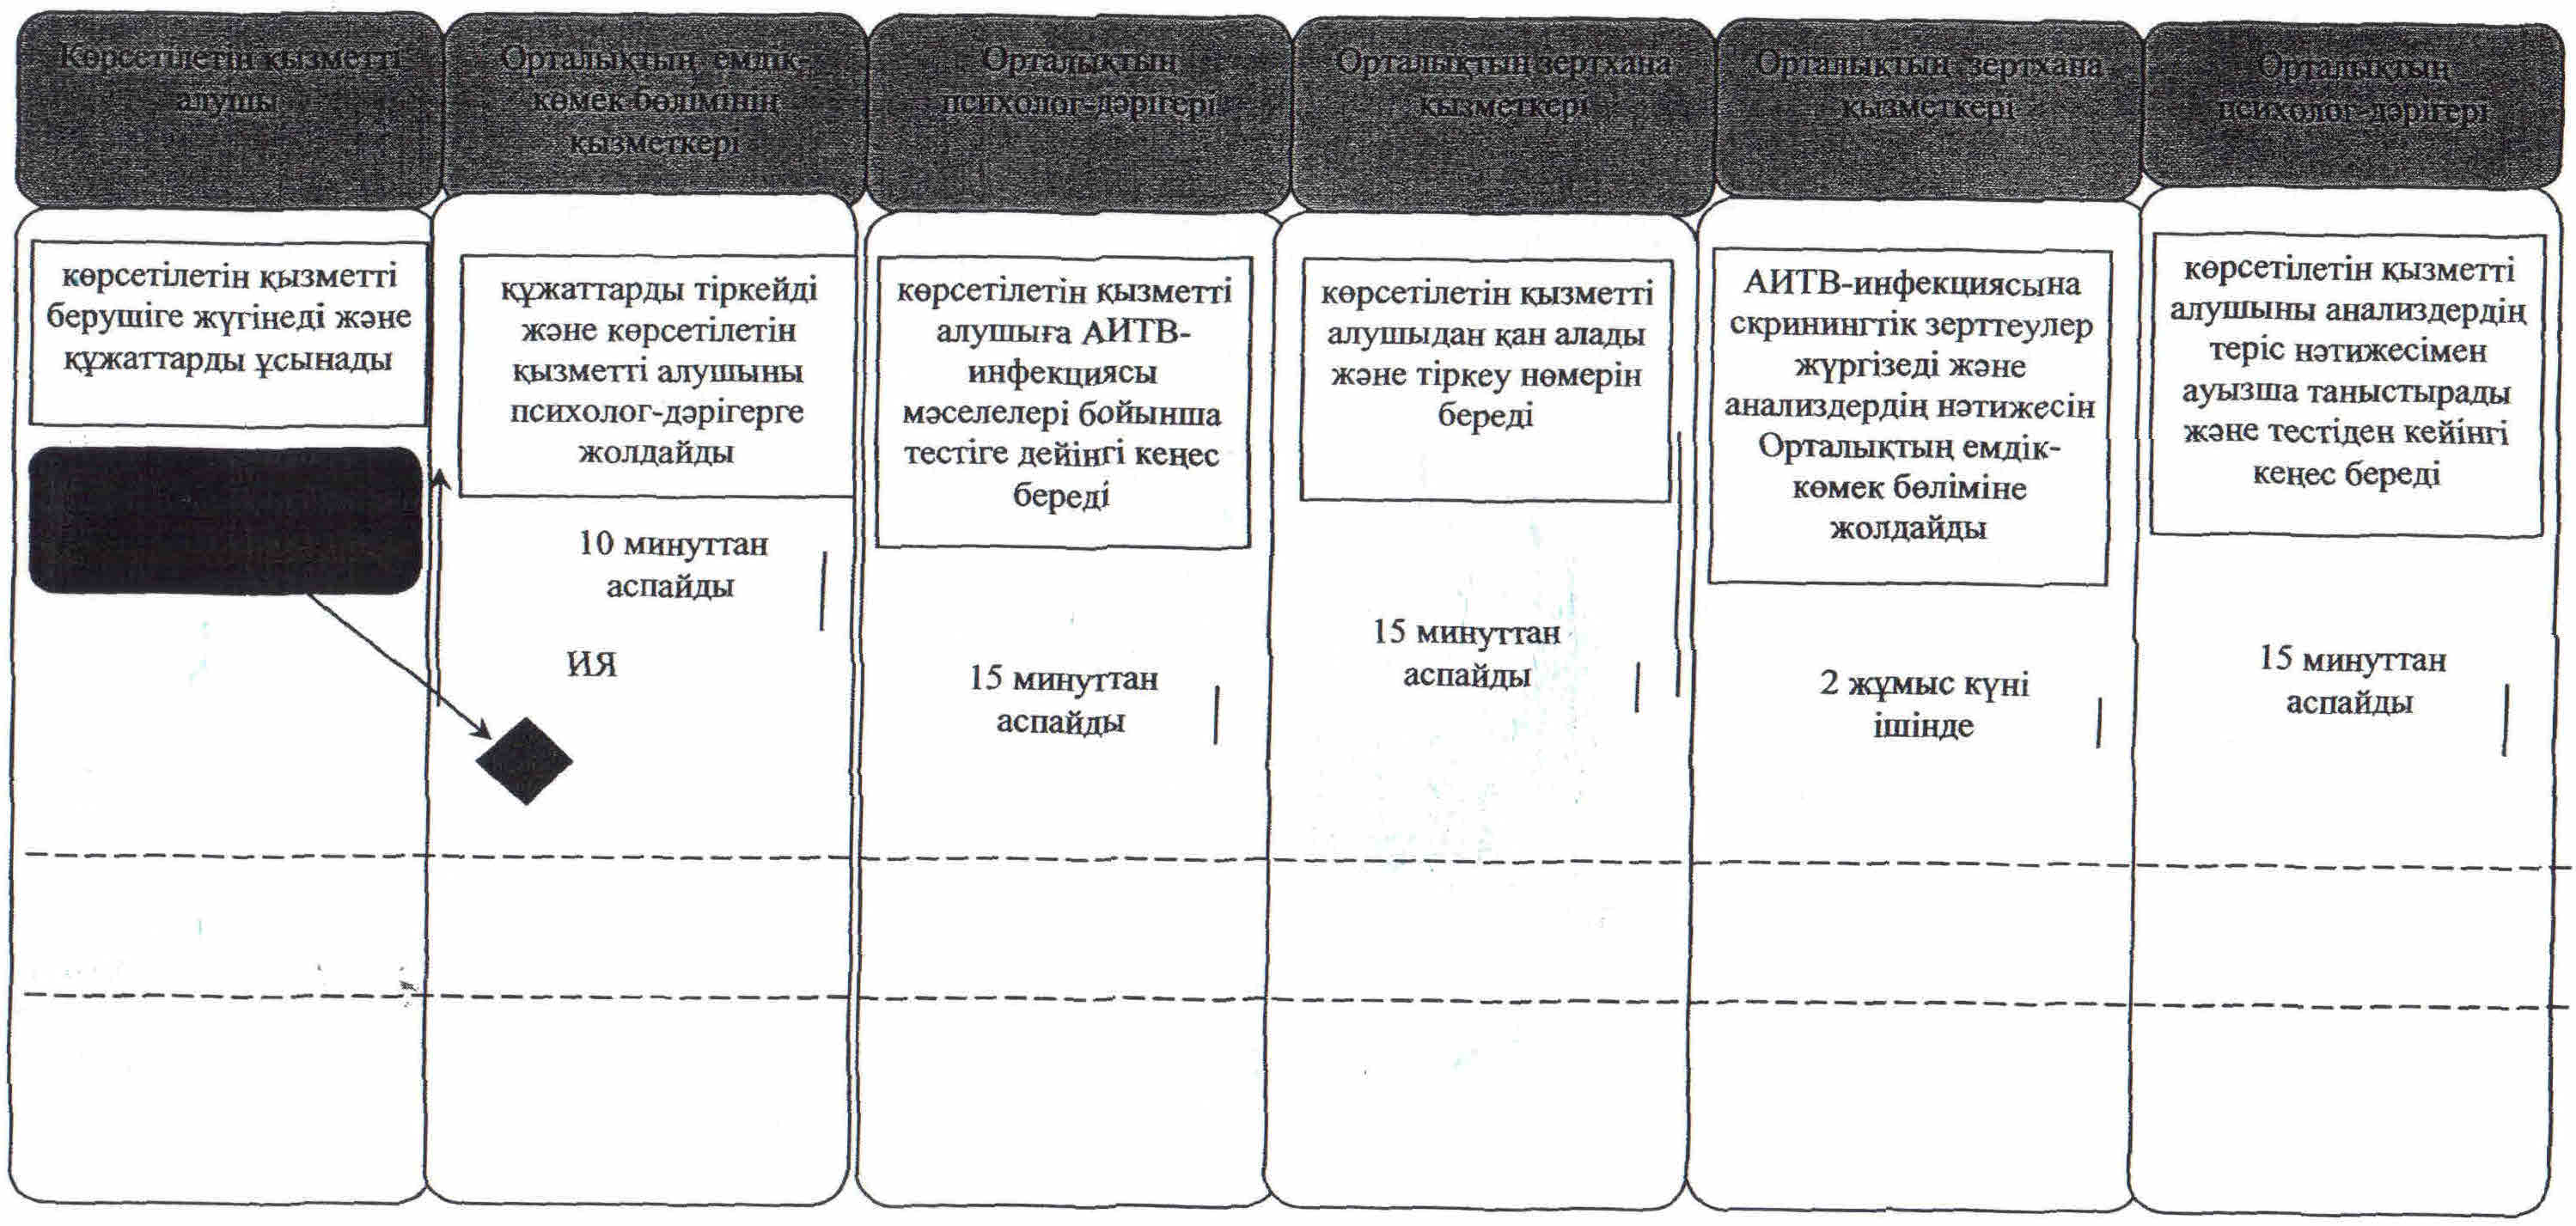 Көрсетілетін қызметті
алушы
Орталықтың емдік-
көмек бөлімінің
қызметкері
Орталықтың
психолог-дәрігері
Орталықтың зертхана
қызметкері
Орталықтың зертхана
қызметкері
Орталықтың
психолог-дәрігері
көрсетілетін қызметті
берушіге жүгінеді және
құжаттарды ұсынады
құжаттарды тіркейді
және көрсетілетін
қызметті алушыны
психолог-дәрігерге
жолдайды
10 минуттан
аспайды
ИЯ
көрсетілетін қызметті
алушыға АИТВ-
инфекциясы
мәселелері бойынша
тестіге дейінгі кеңес
береді
15 минуттан
аспайды
көрсетілетін қызметті
алушыдан қан алады
және тіркеу нөмерін
береді
15 минуттан
аспайды
АИТВ-инфекциясына
скринингтік зерттеулер
жүргізеді және
анализдердің нәтижесін
Орталықтың емдік-
көмек бөліміне
жолдайды
2 жұмыс күні
ішінде
көрсетілетін қызметті
алушыны анализдердің
теріс нәтижесімен
ауызша таныстырады
және тестіден кейінгі
кеңес береді
15 минуттан
аспайды